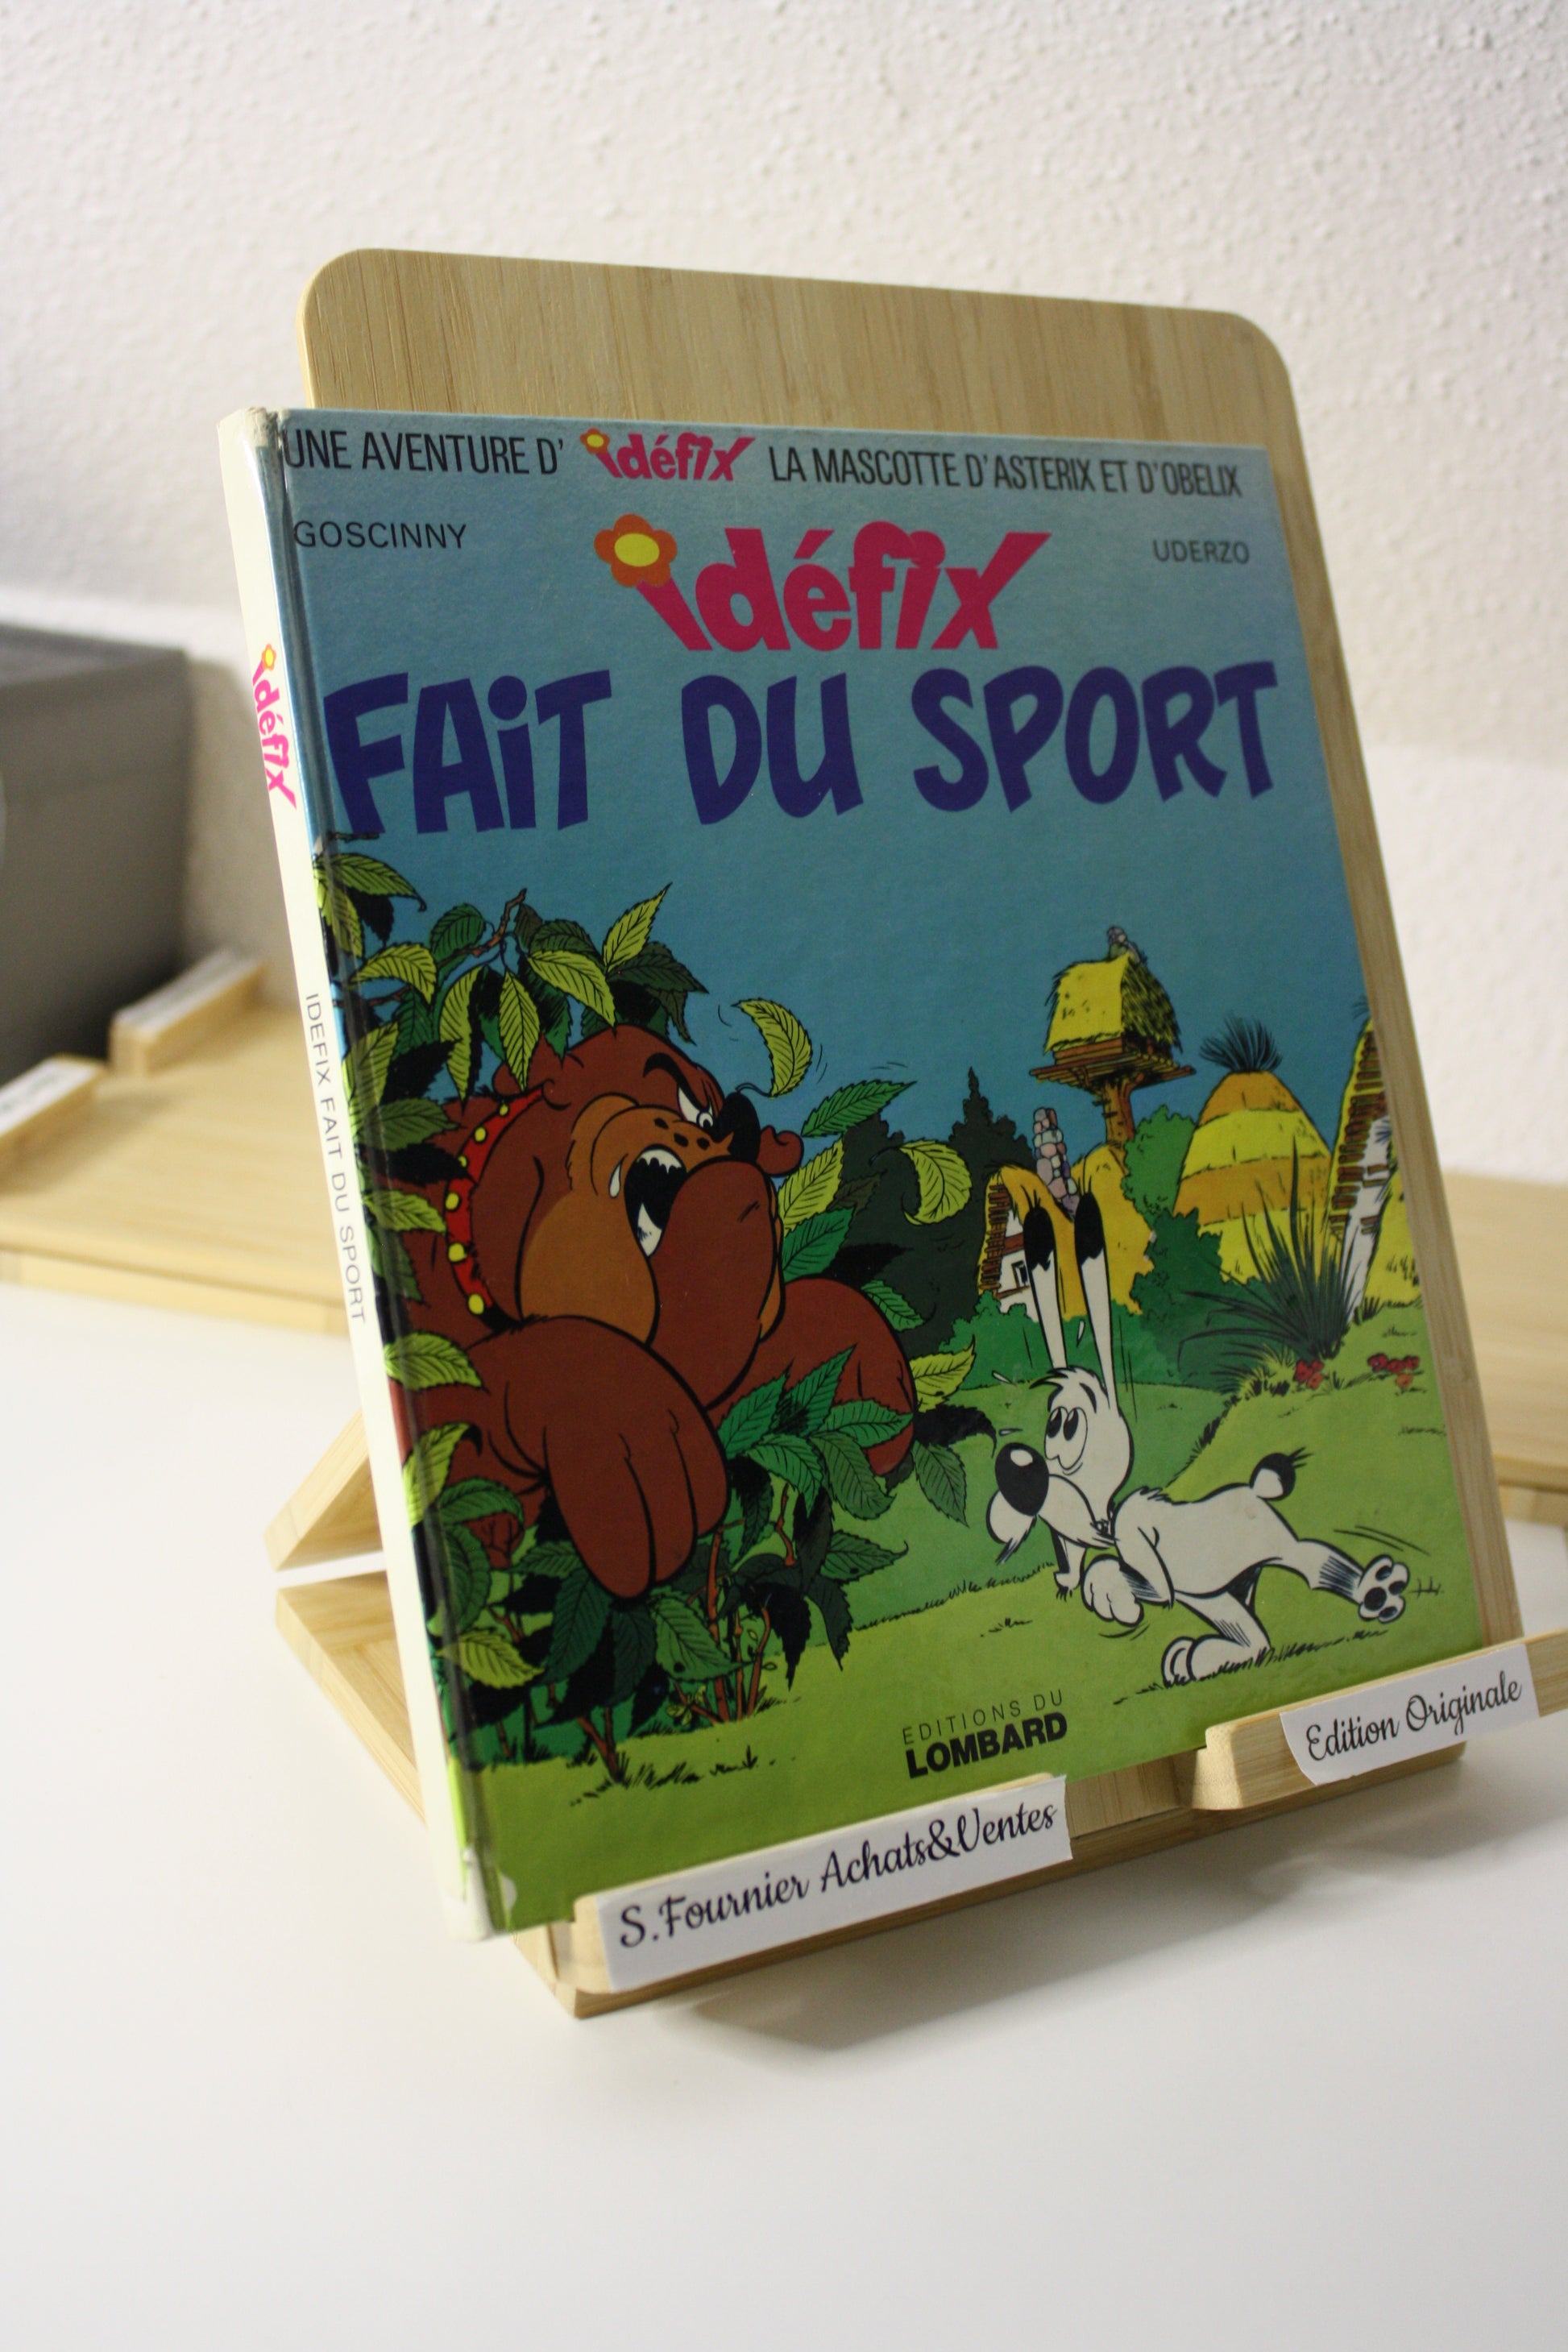 UNE AVENTURE D' idéfix LA MASCOTTE D'ASTERIX ET D'OBELIX
GOSCINNY
UDERZO
idéfix
FAiT DU SPORT
idéfix
IDEFIX FAIT DU SPORT
EDITIONS DU
LOMBARD
Edition Originale
S.Fournier Achats&Ventes